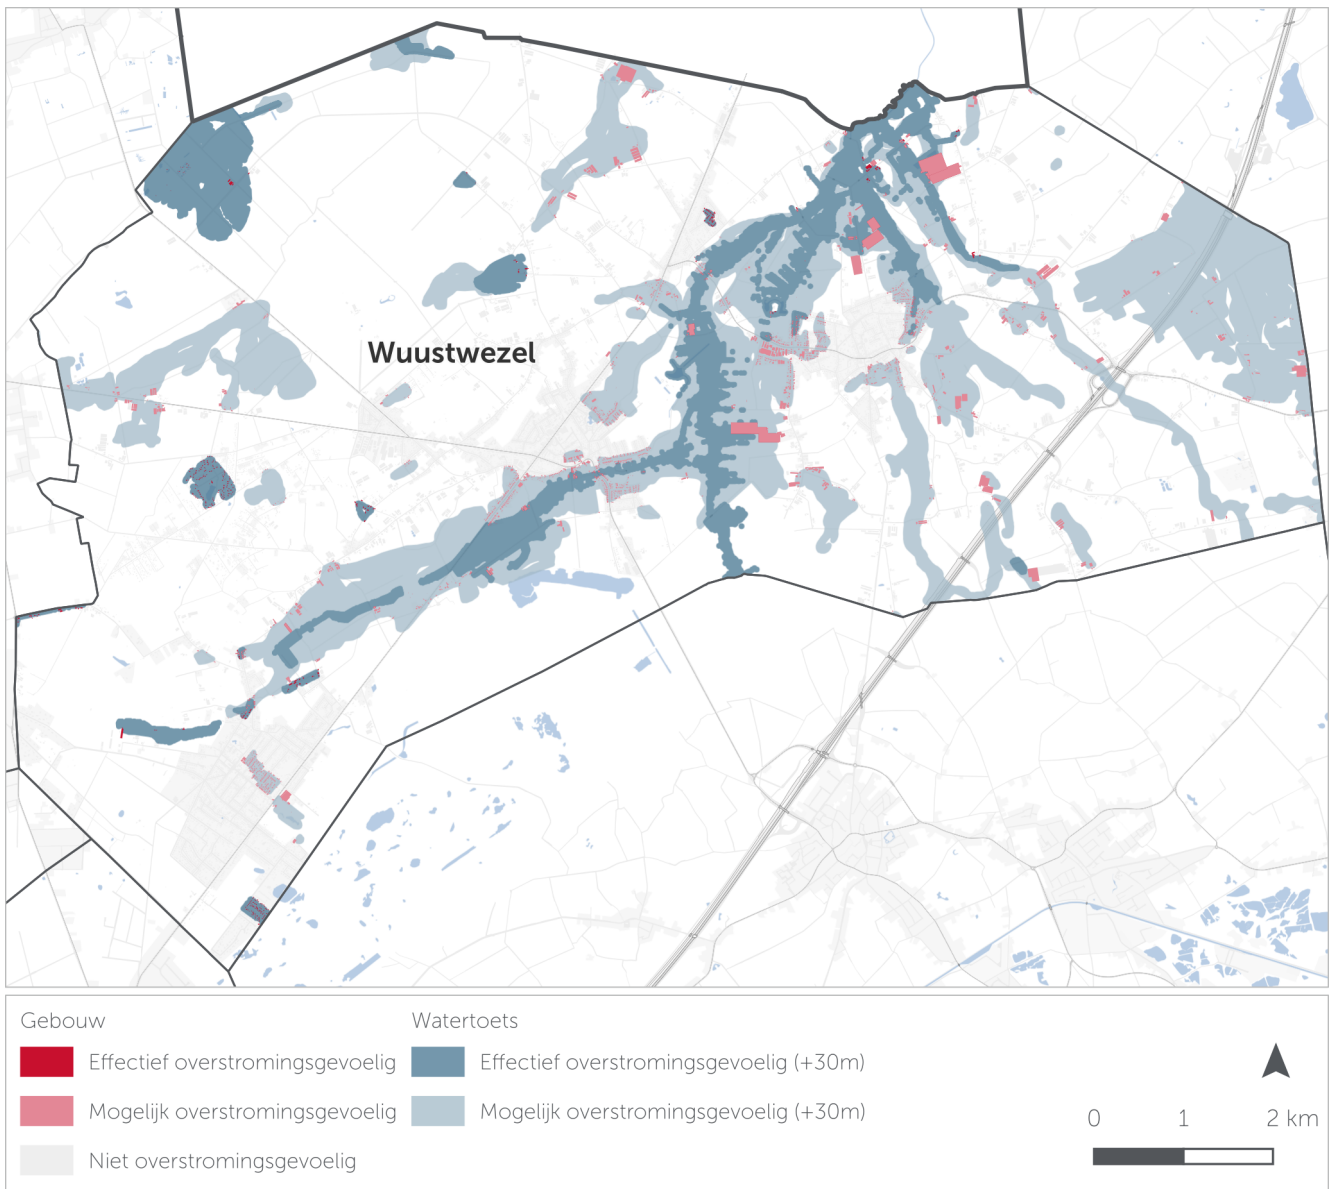 Wuustwezel
Gebouw
Watertoets
Effectief overstromingsgevoelig
Effectief overstromingsgevoelig (+30m)
Mogelijk overstromingsgevoelig
Mogelijk overstromingsgevoelig (+30m)
Niet overstromingsgevoelig
0 1 2 km